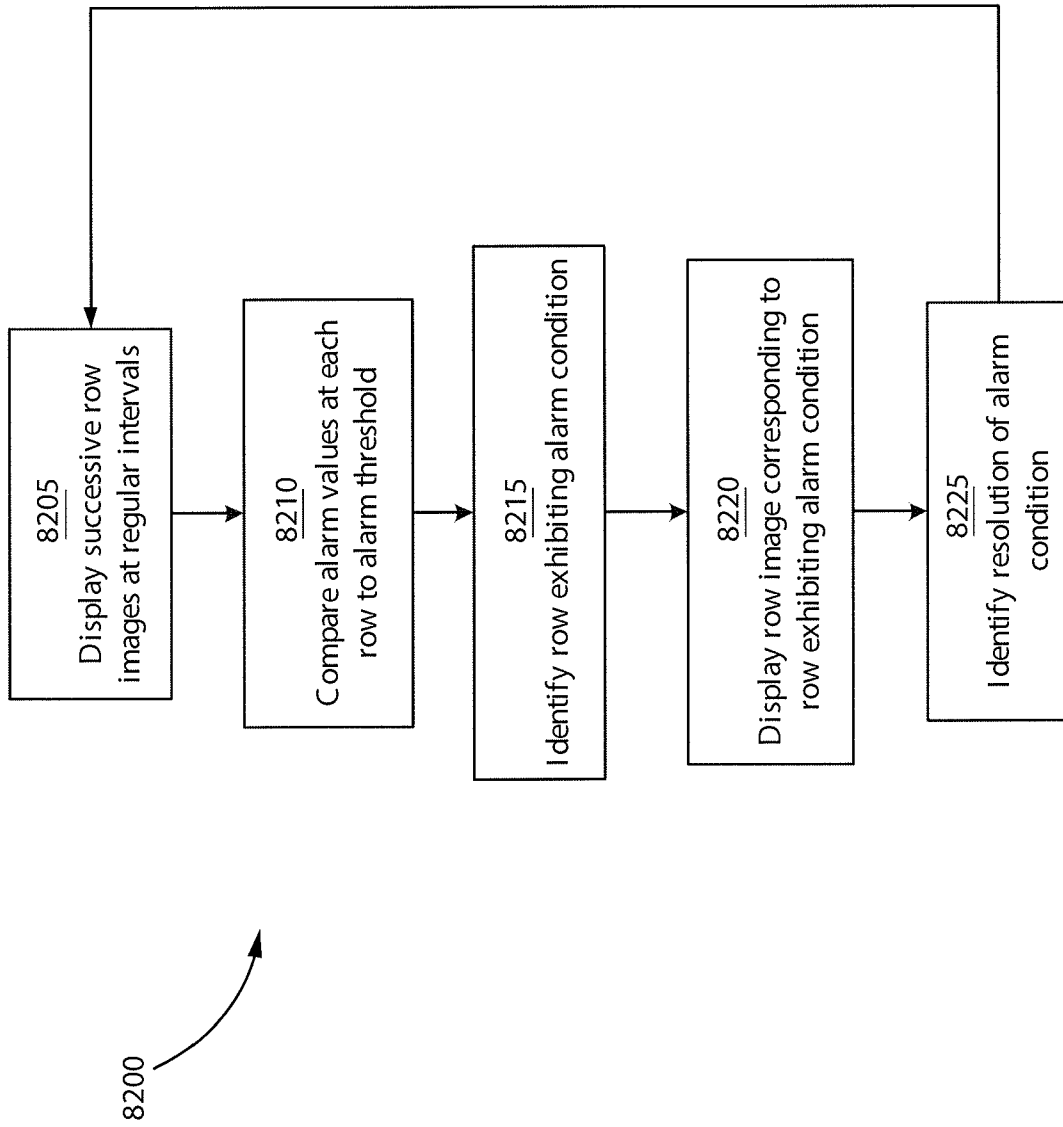 8200
8205
Display successive row
images at regular intervals
8210
Compare alarm values at each
row to alarm threshold
8215
Identify row exhibiting alarm condition
8220
Display row image corresponding to
row exhibiting alarm condition
8225
Identify resolution of alarm
condition